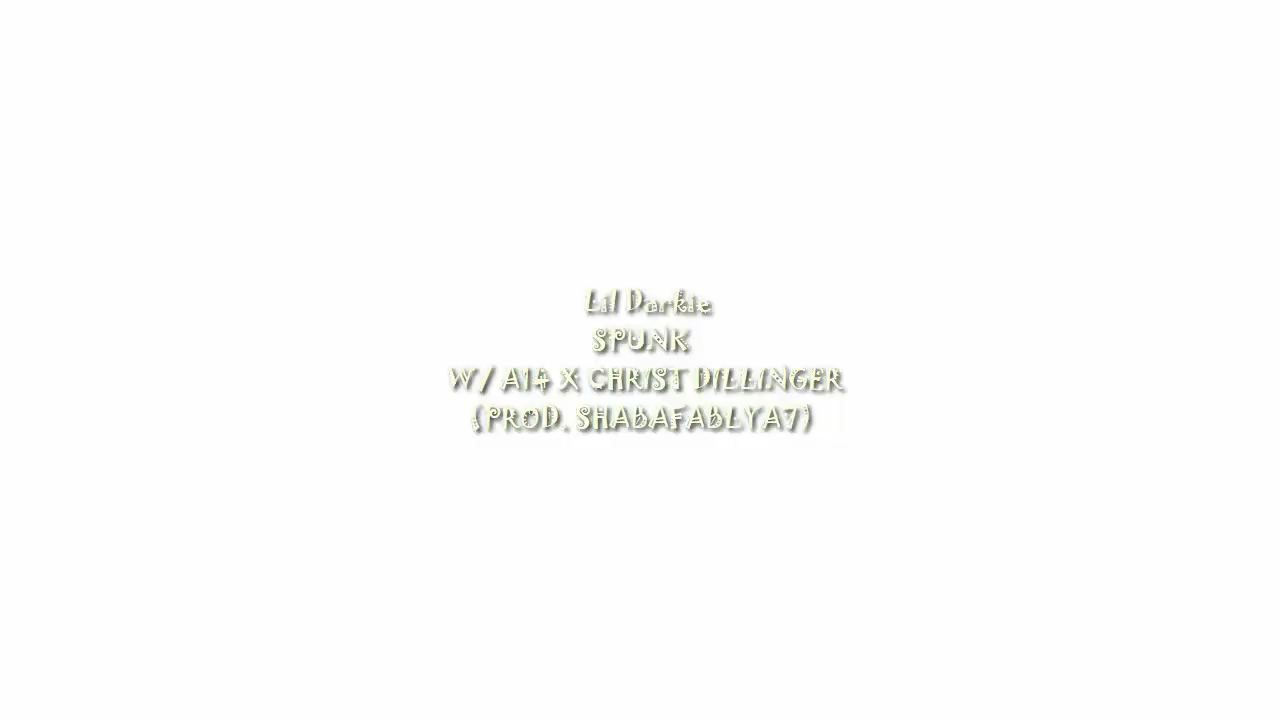 Lil Darkie
SPUNK
W/ A14 X CHRIST DILLINGER
(PROD. SHABAFABLYA7)